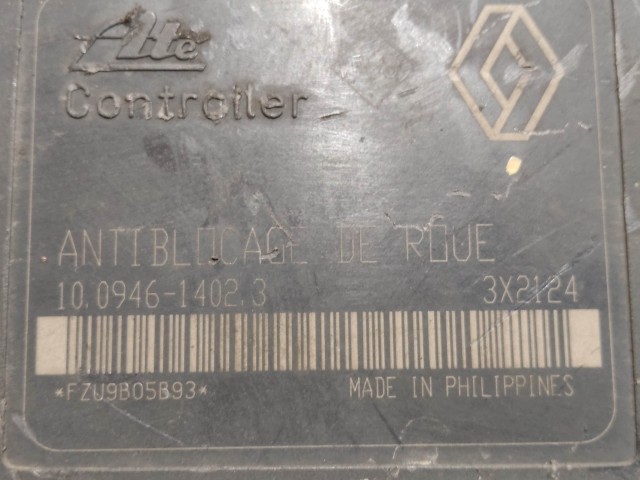 Ate
Controller
ANTIBLOCAGE DE ROUE
10.0946-1402.3 3X2124
*FZU9B05B93*
MADE IN PHILIPPINES